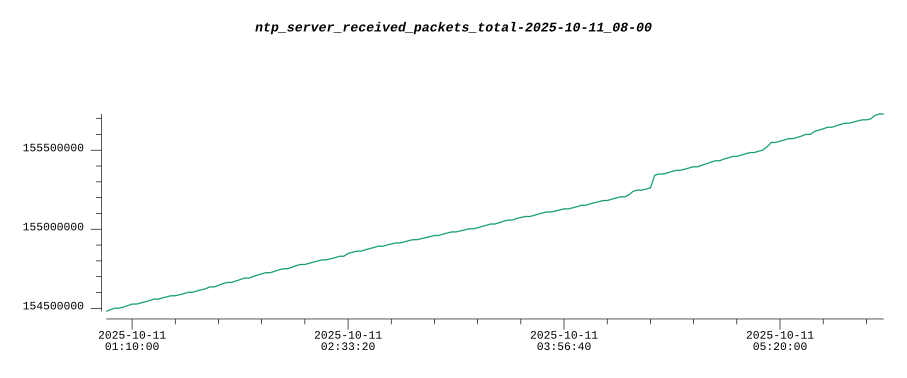 ntp_server_received_packets_total-2025-10-11_08-00
155500000
155000000
154500000
2025-10-11 2025-10-11 2025-10-11 2025-10-11
01:10:00 02:33:20 03:56:40 05:20:00